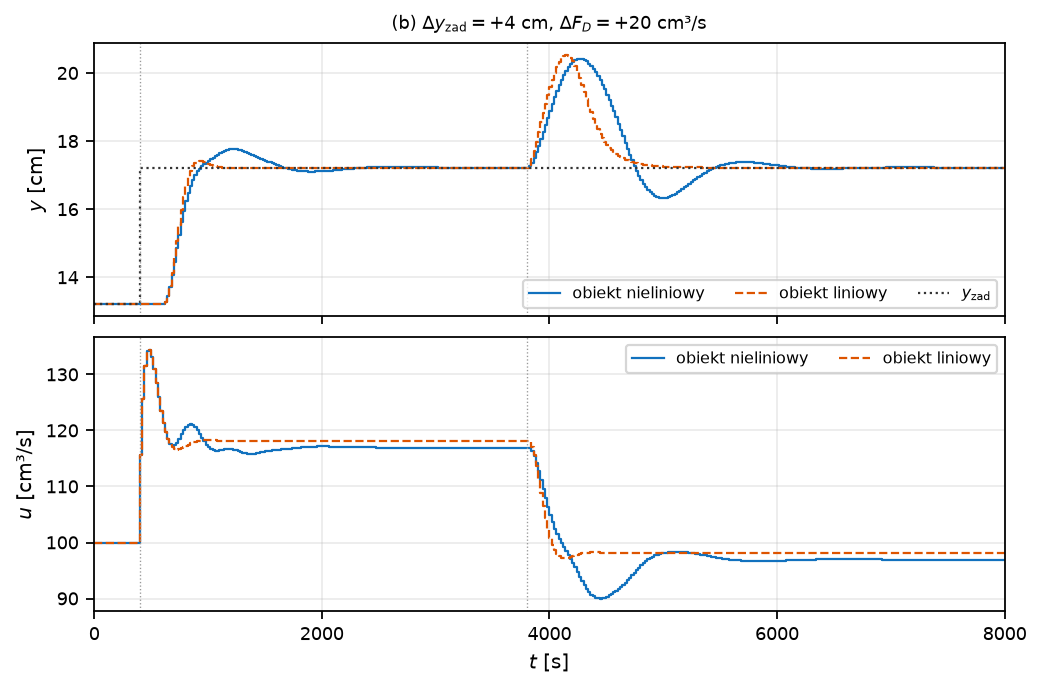 (b) Δy_zad = +4 cm, ΔF_D = +20 cm³/s
20
18
16
14
y [cm]
obiekt nieliniowy obiekt liniowy y_zad
obiekt nieliniowy obiekt liniowy
130
120
110
100
90
u [cm³/s]
0 2000 4000 6000 8000
t [s]